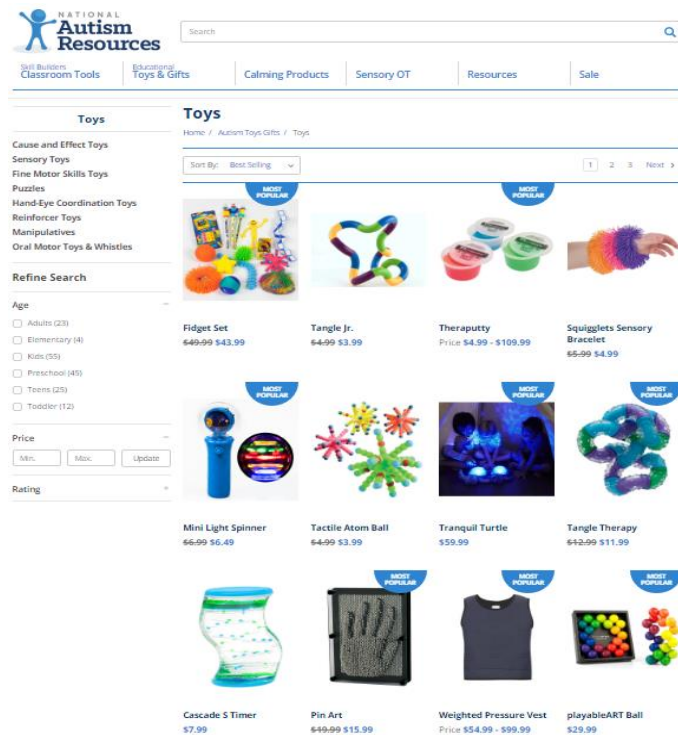 NATIONAL
Autism
Resources
Search
Skill Builders
Classroom Tools
Educational
Toys & Gifts
Calming Products
Sensory OT
Resources
Sale
Toys
Cause and Effect Toys
Sensory Toys
Fine Motor Skills Toys
Puzzles
Hand-Eye Coordination Toys
Reinforcer Toys
Manipulatives
Oral Motor Toys & Whistles
Refine Search
Age
Adults (23)
Elementary (4)
Kids (55)
Preschool (45)
Teens (25)
Toddler (12)
Price
Min. Max. Update
Rating
Toys
Home / Autism Toys Gifts / Toys
Sort By: Best Selling
1 2 3 Next
MOST POPULAR
MOST POPULAR
Fidget Set
$49.99 $43.99
Tangle Jr.
$4.99 $3.99
Theraputty
Price $4.99 - $109.99
Squigglets Sensory
Bracelet
$5.99 $4.99
MOST POPULAR
MOST POPULAR
MOST POPULAR
Mini Light Spinner
$6.99 $6.49
Tactile Atom Ball
$4.99 $3.99
Tranquil Turtle
$59.99
Tangle Therapy
$12.99 $11.99
MOST POPULAR
MOST POPULAR
MOST POPULAR
Cascade S Timer
$7.99
Pin Art
$19.99 $15.99
Weighted Pressure Vest
Price $54.99 - $99.99
playableART Ball
$29.99